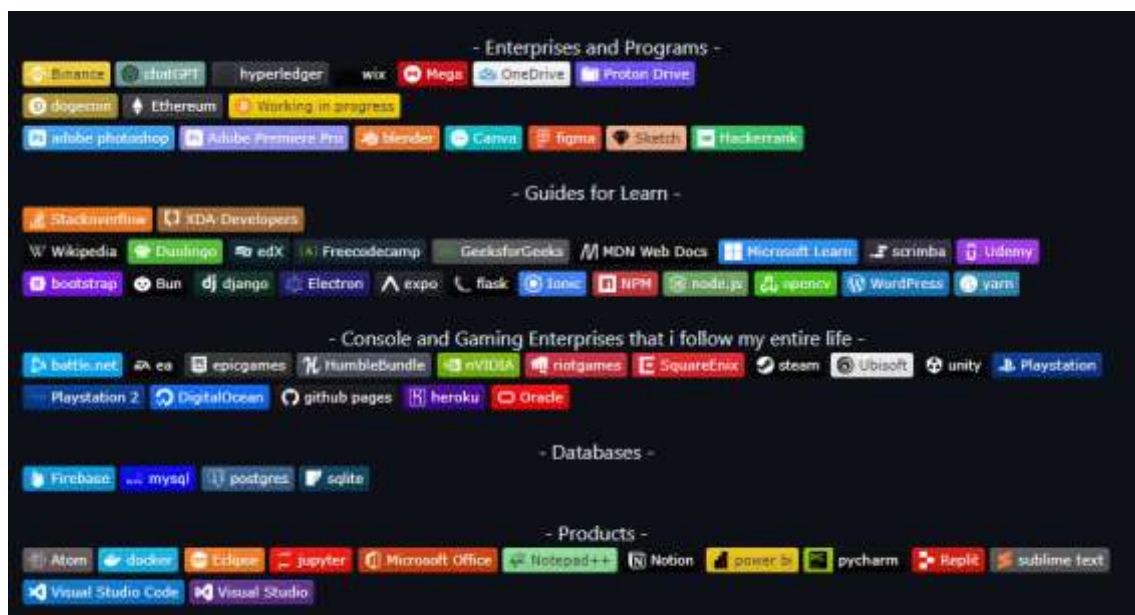 - Enterprises and Programs -
Binance chatGPT hyperledger wix Mega OneDrive Proton Drive
dogecoin Ethereum Working in progress
adobe photoshop Adobe Premiere Pro blender Canva figma Sketch Hackerrank
- Guides for Learn -
Stackoverflow XDA Developers
Wikipedia Duolingo edX Freecodecamp GeeksforGeeks MDN Web Docs Microsoft Learn scrimba Udemy
bootstrap Bun django Electron expo flask Ionic NPM node.js opencv WordPress yarn
- Console and Gaming Enterprises that i follow my entire life -
battle.net ea epicgames HumbleBundle nVIDIA riotgames SquareEnix steam Ubisoft unity Playstation
Playstation 2 DigitalOcean github pages heroku Oracle
- Databases -
Firebase mysql postgres sqlite
- Products -
Atom docker Eclipse jupyter Microsoft Office Notepad++ Notion power bi pycharm Replit sublime text
Visual Studio Code Visual Studio